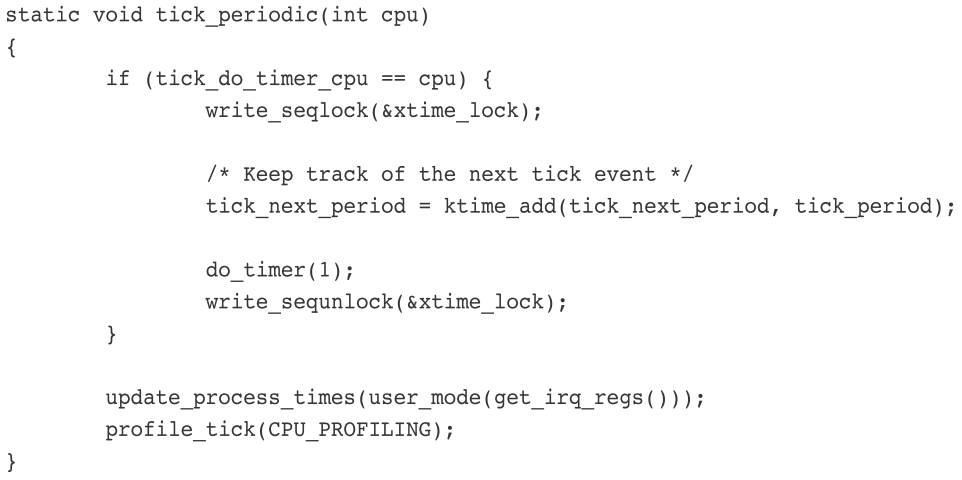 static void tick_periodic(int cpu)
{
        if (tick_do_timer_cpu == cpu) {
                write_seqlock(&xtime_lock);

                /* Keep track of the next tick event */
                tick_next_period = ktime_add(tick_next_period, tick_period);

                do_timer(1);
                write_sequnlock(&xtime_lock);
        }

        update_process_times(user_mode(get_irq_regs()));
        profile_tick(CPU_PROFILING);
}